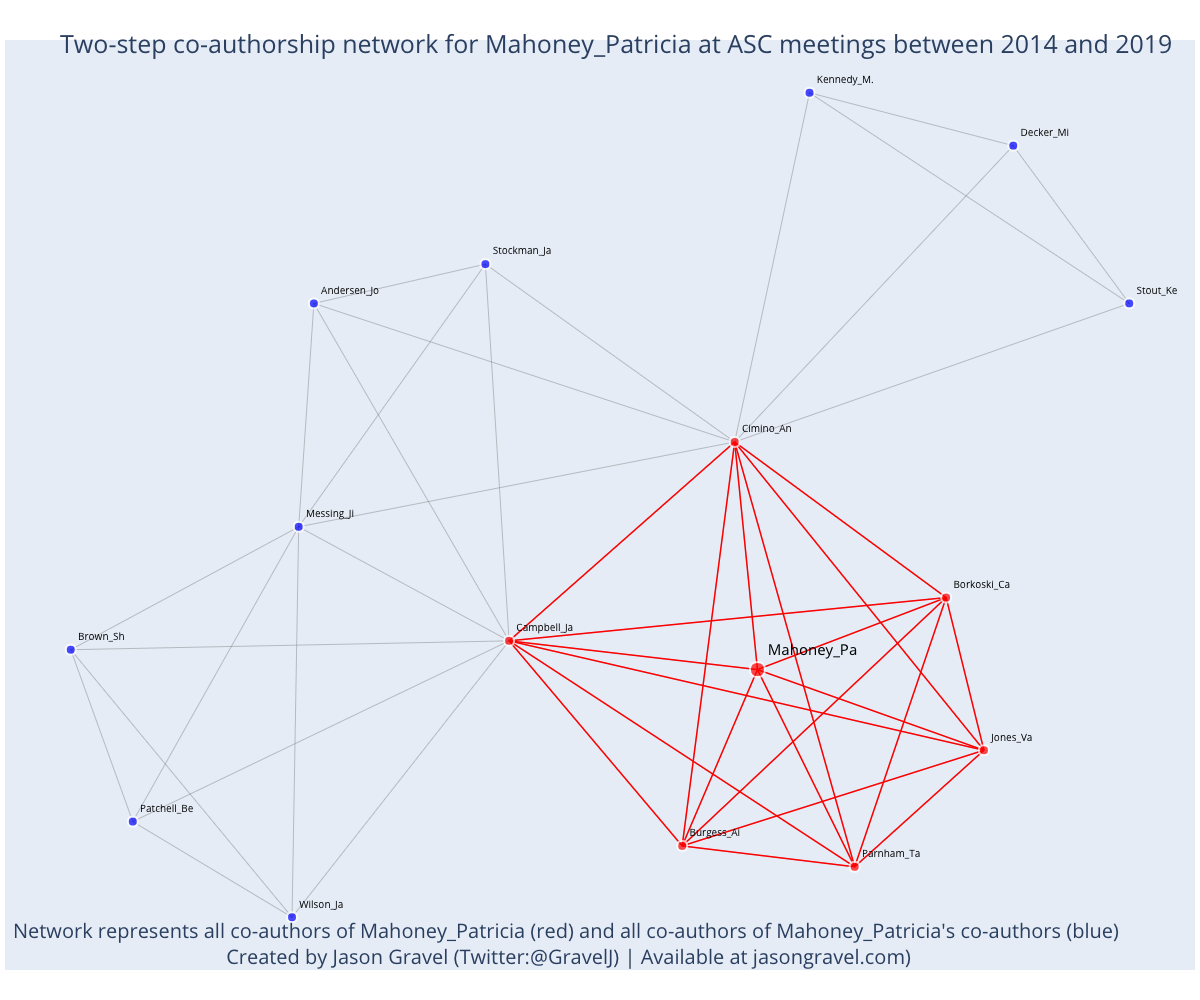 Two-step co-authorship network for Mahoney_Patricia at ASC meetings between 2014 and 2019
Kennedy_M.
Decker_Mi
Stockman_Ja
Andersen_Jo
Stout_Ke
Cimino_An
Messing_Ji
Borkoski_Ca
Campbell_Ja
Brown_Sh
Mahoney_Pa
Jones_Va
Patchell_Be
Burgess_Ai
Parnham_Ta
Wilson_Ja
Network represents all co-authors of Mahoney_Patricia (red) and all co-authors of Mahoney_Patricia's co-authors (blue)
Created by Jason Gravel (Twitter:@GravelJ) | Available at jasongravel.com)